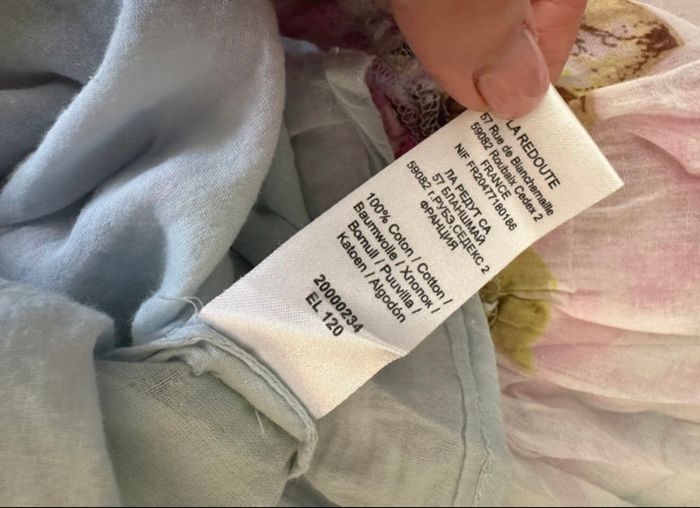 LA REDOUTE
57 Rue de Blanchemaille
59082 Roubaix Cedex 2
FRANCE
NIF FR20477180186
ЛА РЕДУТ СА
57 БЛАНШМАЙ
59082 г.РУБЭ.СЕДЕКС 2
ФРАНЦИЯ
100% Coton / Cotton /
Baumwolle / Хлопок /
Bomull / Puuvilla /
Katoen / Algodón
20000234
EL 120